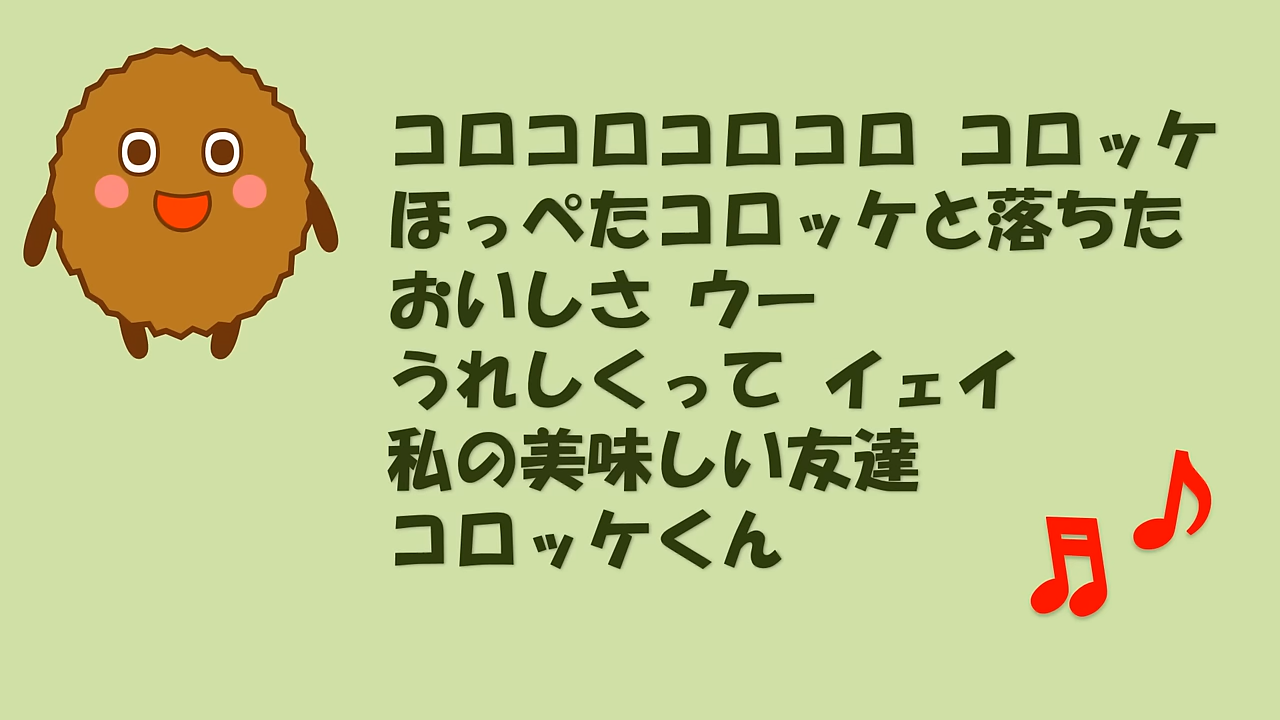 コロコロコロコロ コロッケ
ほっぺたコロッケと落ちた
おいしさ ウー
うれしくって イェイ
私の美味しい友達
コロッケくん